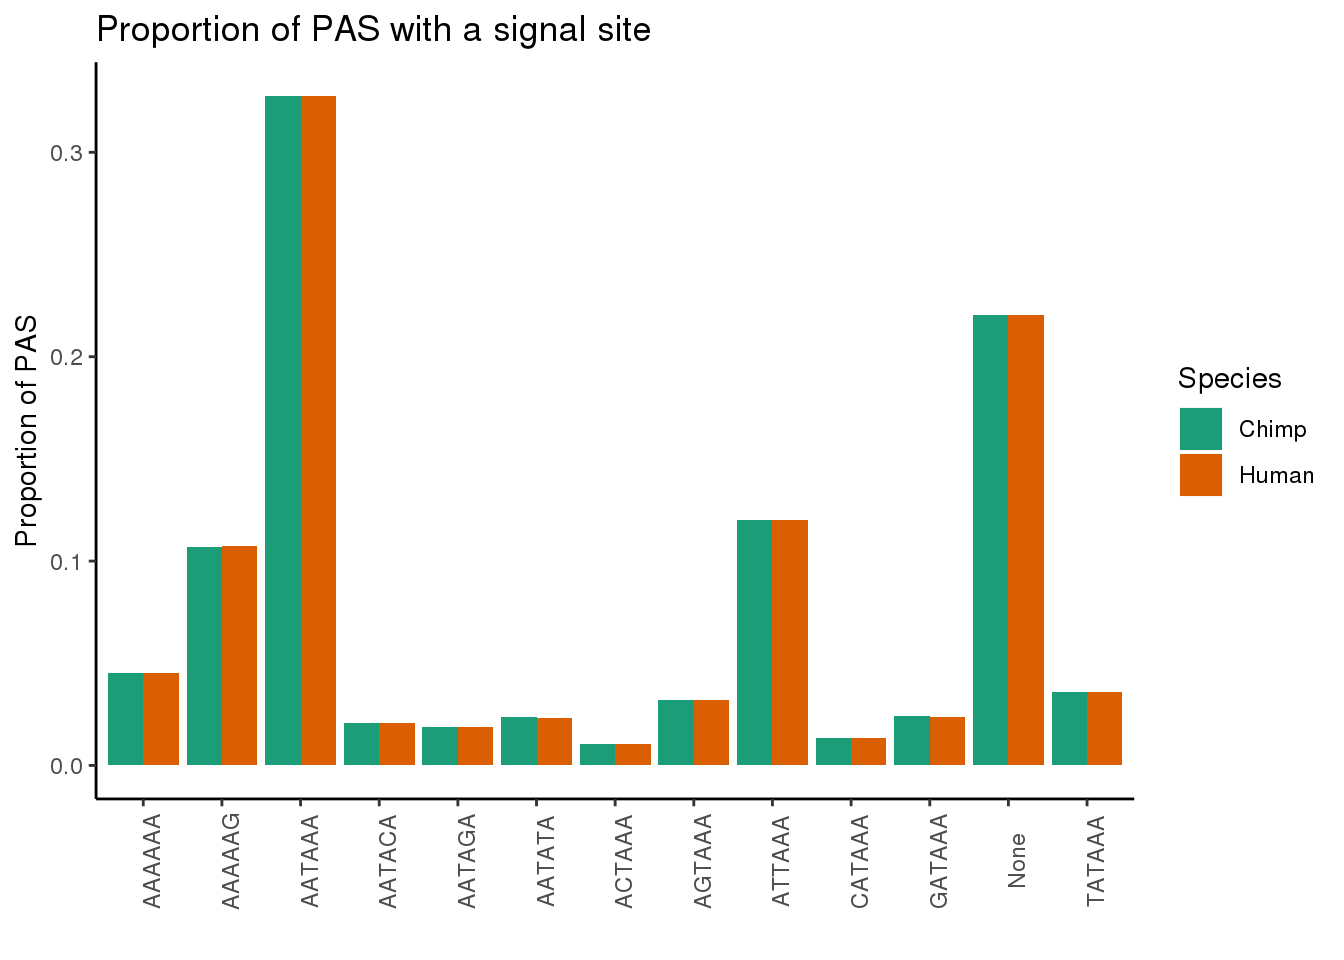 Proportion of PAS with a signal site
Proportion of PAS
0.3
0.2
0.1
0.0
AAAAAA
AAAAAG
AATAAA
AATACA
AATAGA
AATATA
ACTAAA
AGTAAA
ATTAAA
CATAAA
GATAAA
None
TATAAA
Species
Chimp
Human